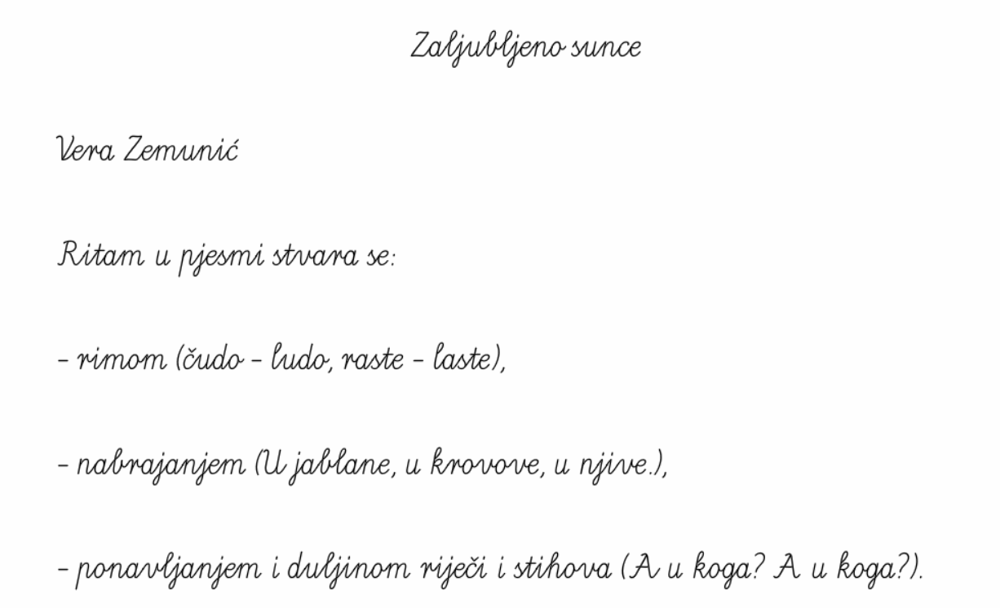 Zaljubljeno sunce
Vera Zemunić
Ritam u pjesmi stvara se:
- rimom (čudo - ludo, raste - laste),
- nabrajanjem (U jablane, u krovove, u njive.),
- ponavljanjem i duljinom riječi i stihova (A u koga? A u koga?).